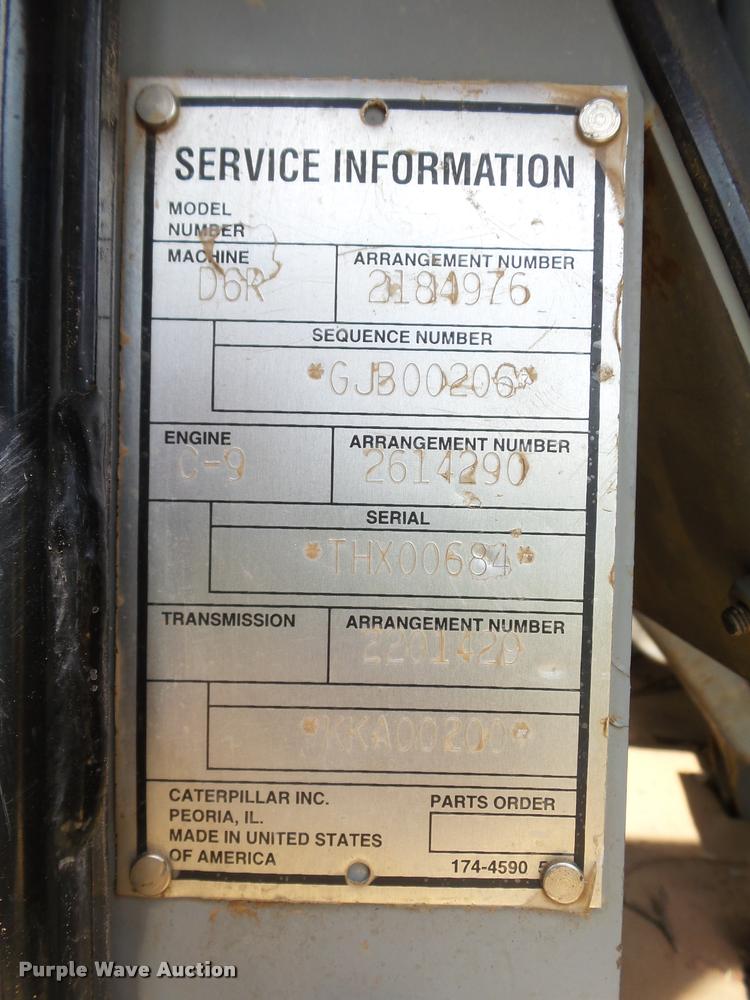 SERVICE INFORMATION
MODEL
NUMBER
MACHINE ARRANGEMENT NUMBER
D6R 2184976
SEQUENCE NUMBER
*GJB00206*
ENGINE ARRANGEMENT NUMBER
C-9 2614290
SERIAL
*THX00684*
TRANSMISSION ARRANGEMENT NUMBER
*KKA00200*
CATERPILLAR INC.
PEORIA, IL.
MADE IN UNITED STATES
OF AMERICA
PARTS ORDER
174-4590
Purple Wave Auction